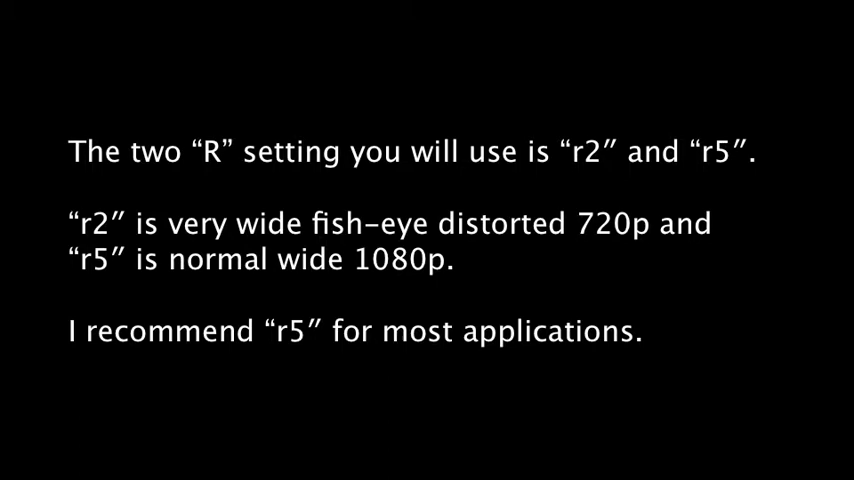 The two “R” setting you will use is “r2″ and “r5″.
“r2″ is very wide fish-eye distorted 720p and
“r5″ is normal wide 1080p.
I recommend “r5″ for most applications.